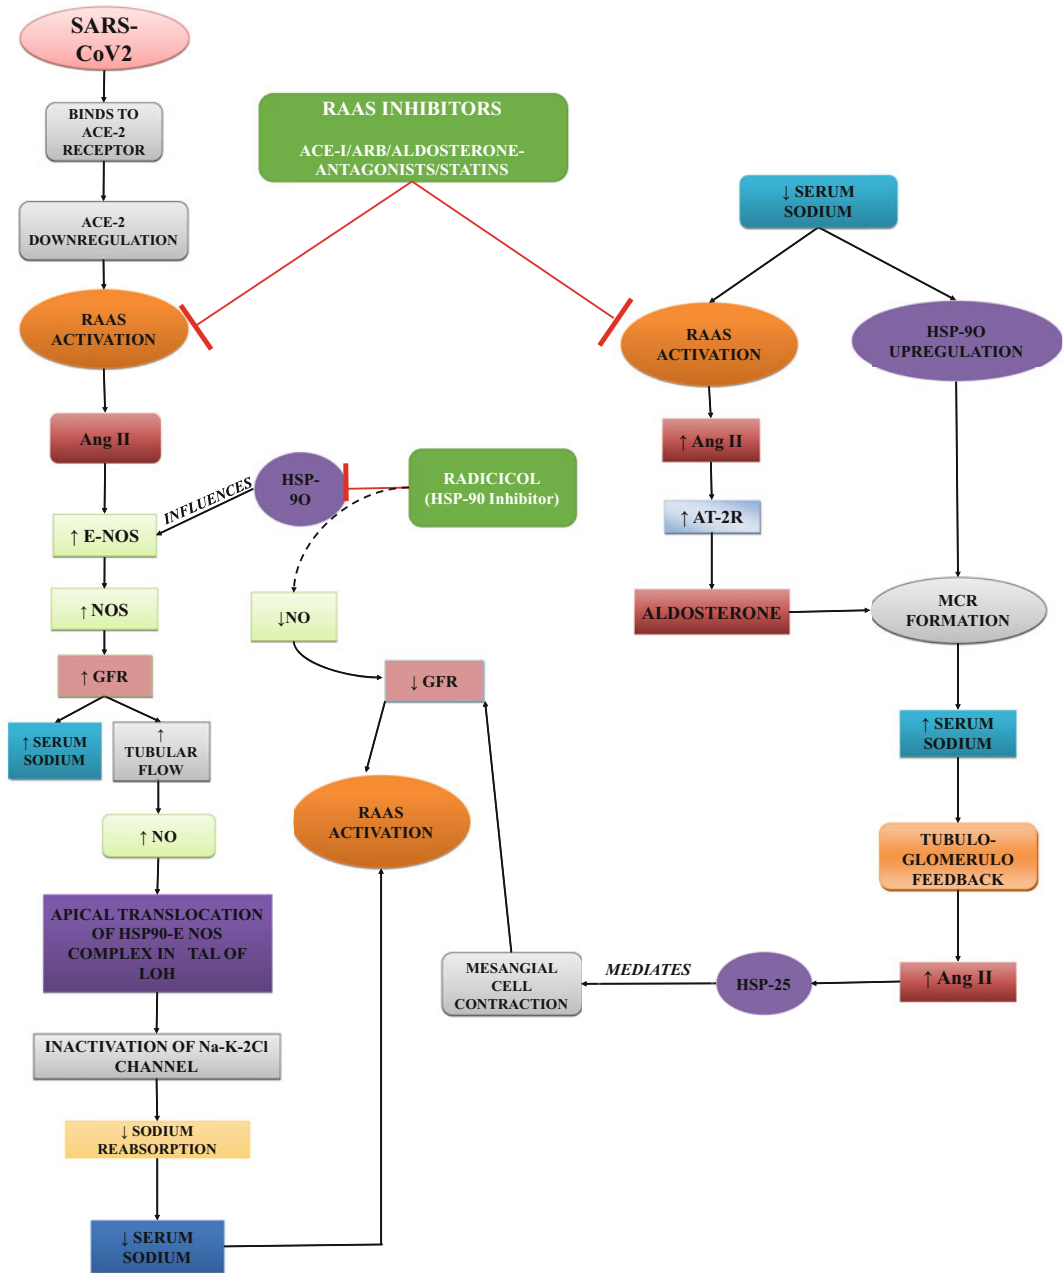 SARS-
CoV2
BINDS TO
ACE-2
RECEPTOR
ACE-2
DOWNREGULATION
RAAS
ACTIVATION
Ang II
↑ E-NOS
↑ NOS
↑ GFR
↑ SERUM
SODIUM
↑
TUBULAR
FLOW
↑ NO
APICAL TRANSLOCATION
OF HSP90-E NOS
COMPLEX IN TAL OF
LOH
INACTIVATION OF Na-K-2Cl
CHANNEL
↓ SODIUM
REABSORPTION
↓ SERUM
SODIUM
RAAS INHIBITORS
ACE-I/ARB/ALDOSTERONE-
ANTAGONISTS/STATINS
INFLUENCES
HSP-
9O
RADICICOL
(HSP-90 Inhibitor)
↓NO
↓ GFR
RAAS
ACTIVATION
↓ SERUM
SODIUM
RAAS
ACTIVATION
HSP-9O
UPREGULATION
↑ Ang II
↑ AT-2R
ALDOSTERONE
MCR
FORMATION
↑ SERUM
SODIUM
TUBULO-
GLOMERULO
FEEDBACK
↑ Ang II
HSP-25
MEDIATES
MESANGIAL
CELL
CONTRACTION